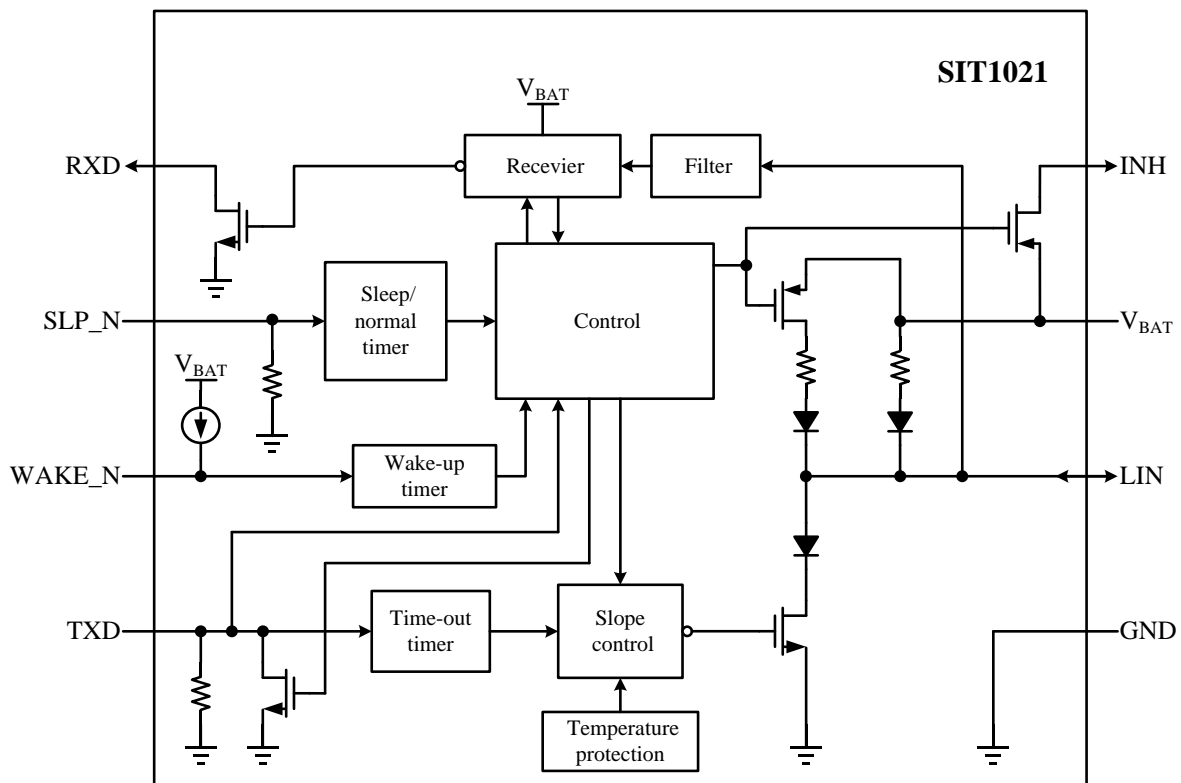 SIT1021
VBAT
RXD
Recevier
Filter
INH
Sleep/
normal
timer
SLP_N
Control
VBAT
VBAT
WAKE_N
Wake-up
timer
LIN
TXD
Time-out
timer
Slope
control
GND
Temperature
protection